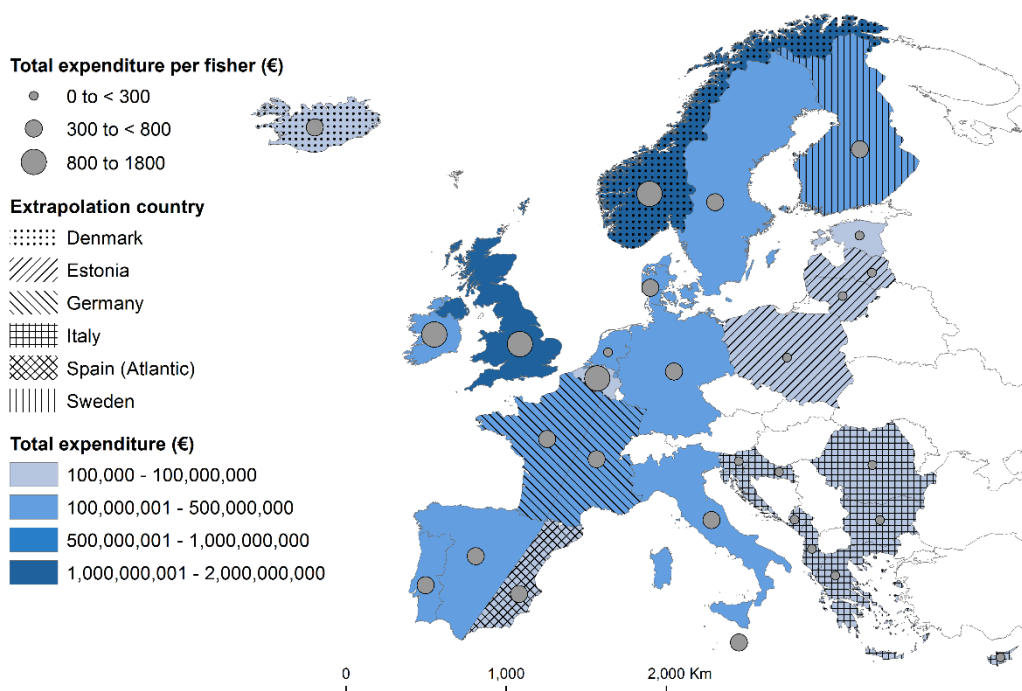 Total expenditure per fisher (€)
0 to < 300
300 to < 800
800 to 1800
Extrapolation country
Denmark
Estonia
Germany
Italy
Spain (Atlantic)
Sweden
Total expenditure (€)
100,000 - 100,000,000
100,000,001 - 500,000,000
500,000,001 - 1,000,000,000
1,000,000,001 - 2,000,000,000
0 1,000 2,000 Km